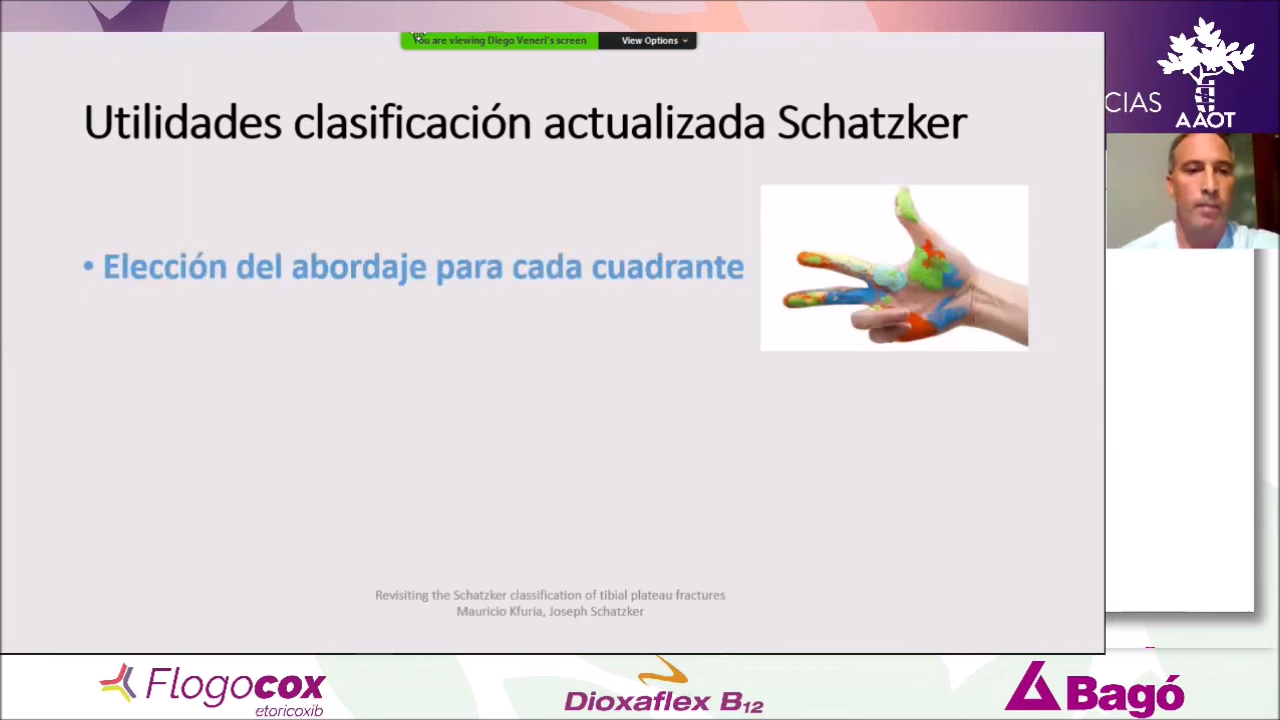 You are viewing Diego Veneri's screen
View Options
CIAS
AAOT
Utilidades clasificación actualizada Schatzker
• Elección del abordaje para cada cuadrante
Revisiting the Schatzker classification of tibial plateau fractures
Mauricio Kfuria, Joseph Schatzker
Flogocox
etoricoxib
Dioxaflex B12
Bagó